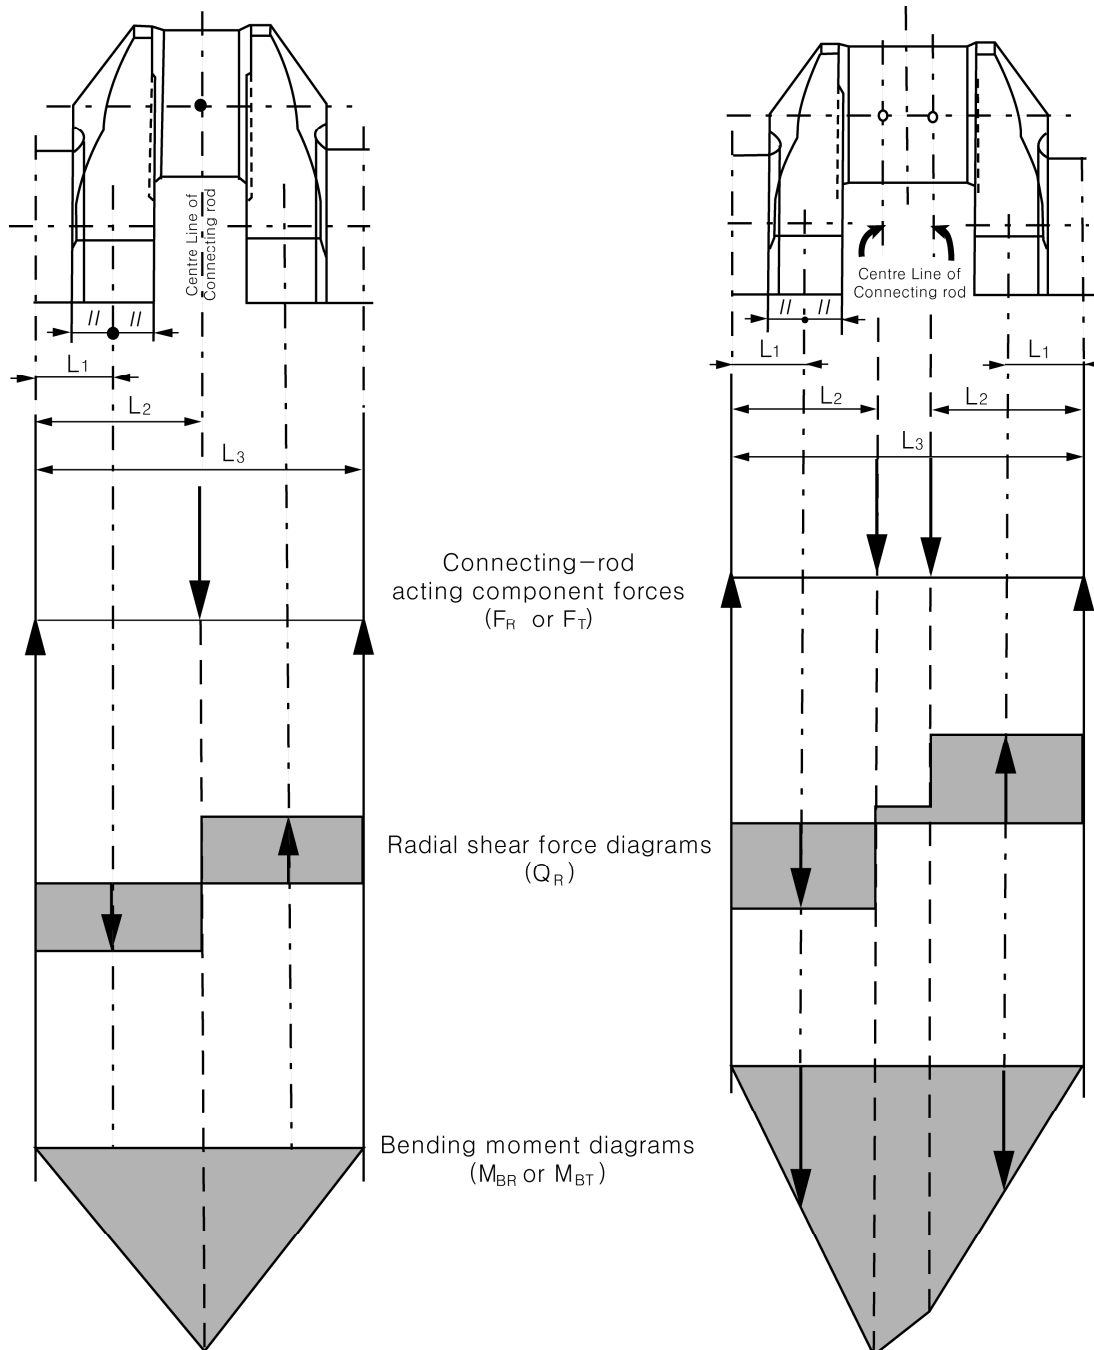 Centre Line of
Connecting rod
Centre Line of
Connecting rod
// //
// //
L1
L2
L3
L1
L1
L2
L2
L3
Connecting-rod
acting component forces
(FR or FT)
Radial shear force diagrams
(QR)
Bending moment diagrams
(MBR or MBT)